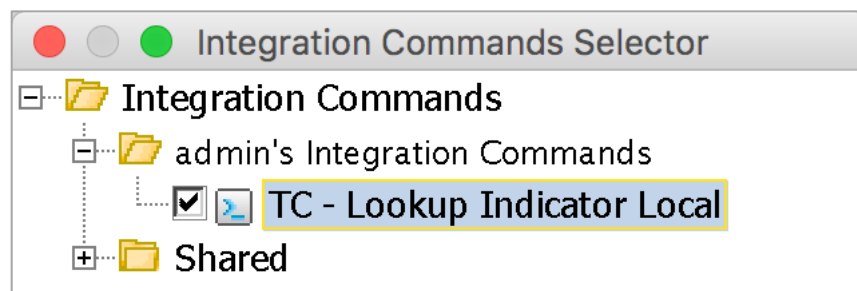 Integration Commands Selector
Integration Commands
admin's Integration Commands
TC - Lookup Indicator Local
Shared